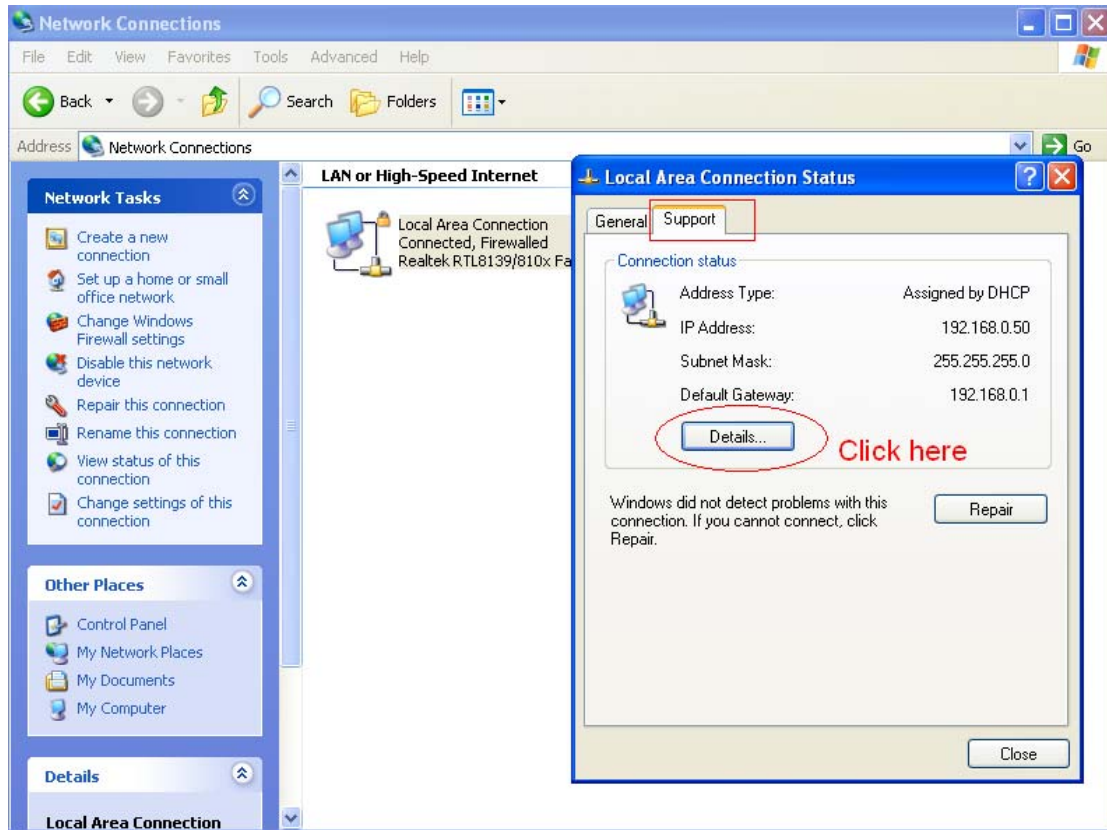 Network Connections
File Edit View Favorites Tools Advanced Help
Back Search Folders
Address Network Connections Go
Network Tasks
Create a new
connection
Set up a home or small
office network
Change Windows
Firewall settings
Disable this network
device
Repair this connection
Rename this connection
View status of this
connection
Change settings of this
connection
Other Places
Control Panel
My Network Places
My Documents
My Computer
Details
Local Area Connection
LAN or High-Speed Internet
Local Area Connection
Connected, Firewalled
Realtek RTL8139/810x Fa
Local Area Connection Status
General Support
Connection status
Address Type: Assigned by DHCP
IP Address: 192.168.0.50
Subnet Mask: 255.255.255.0
Default Gateway: 192.168.0.1
Details...
Click here
Windows did not detect problems with this
connection. If you cannot connect, click
Repair.
Repair
Close